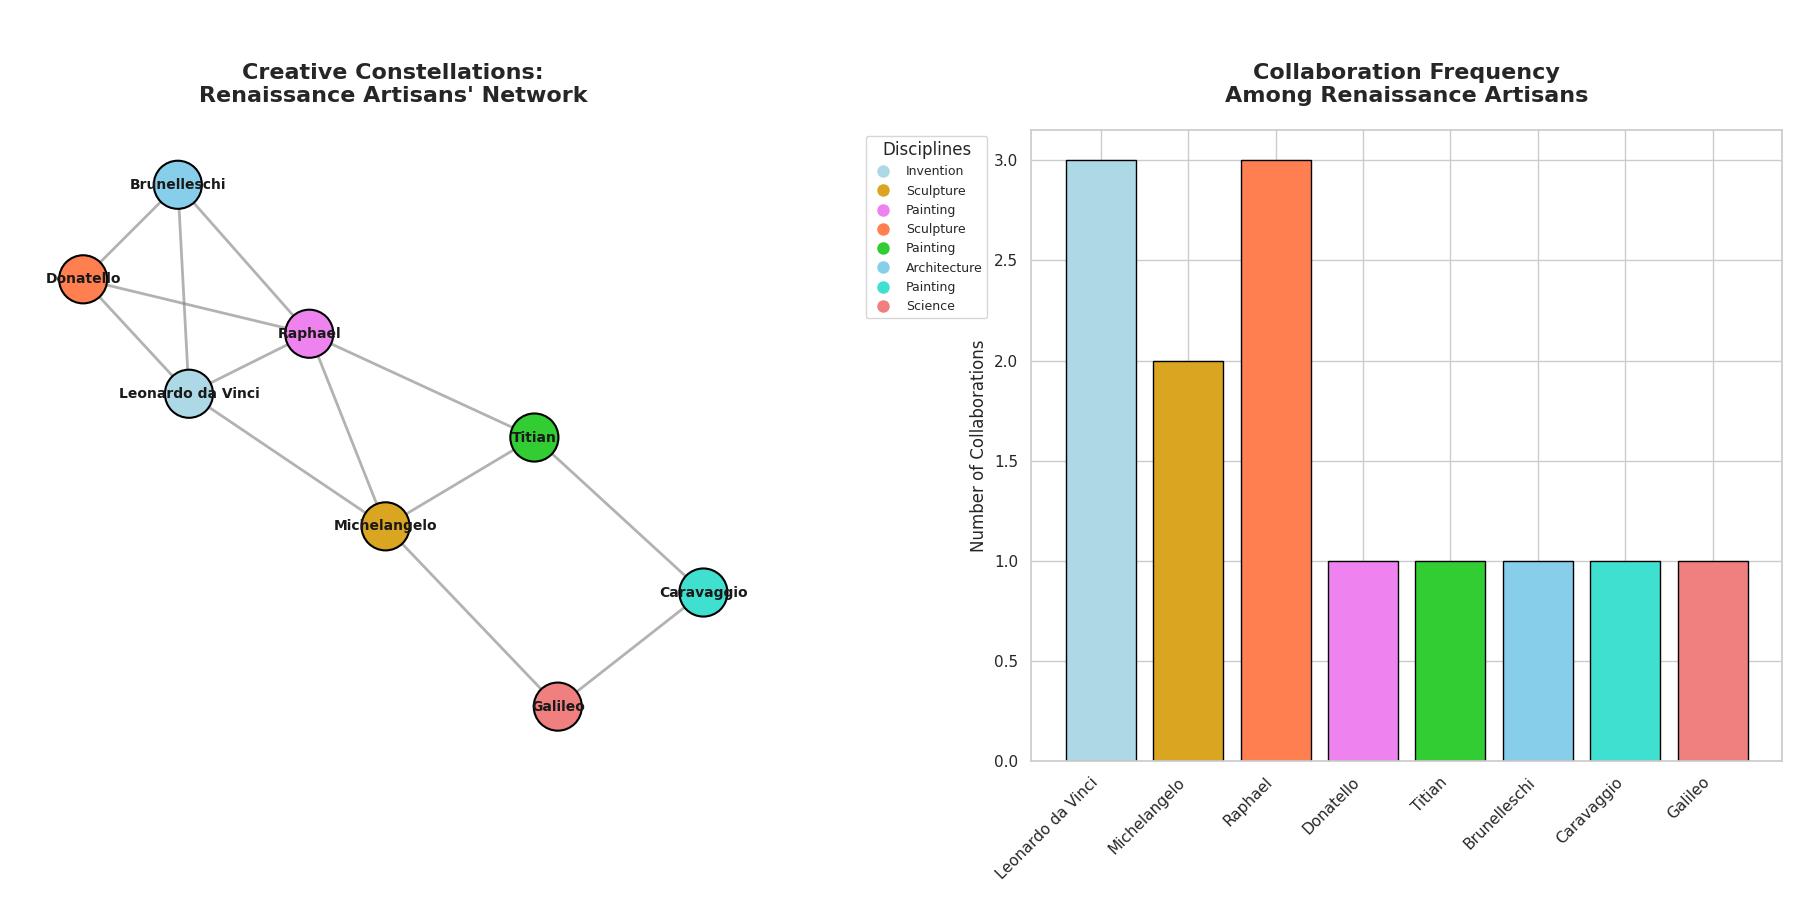 Creative Constellations:
Renaissance Artisans' Network
Brunelleschi
Donatello
Raphael
Leonardo da Vinci
Titian
Michelangelo
Caravaggio
Galileo
Disciplines
Invention
Sculpture
Painting
Sculpture
Painting
Architecture
Painting
Science
Collaboration Frequency
Among Renaissance Artisans
Number of Collaborations
3.0
2.5
2.0
1.5
1.0
0.5
0.0
Leonardo da Vinci
Michelangelo
Raphael
Donatello
Titian
Brunelleschi
Caravaggio
Galileo